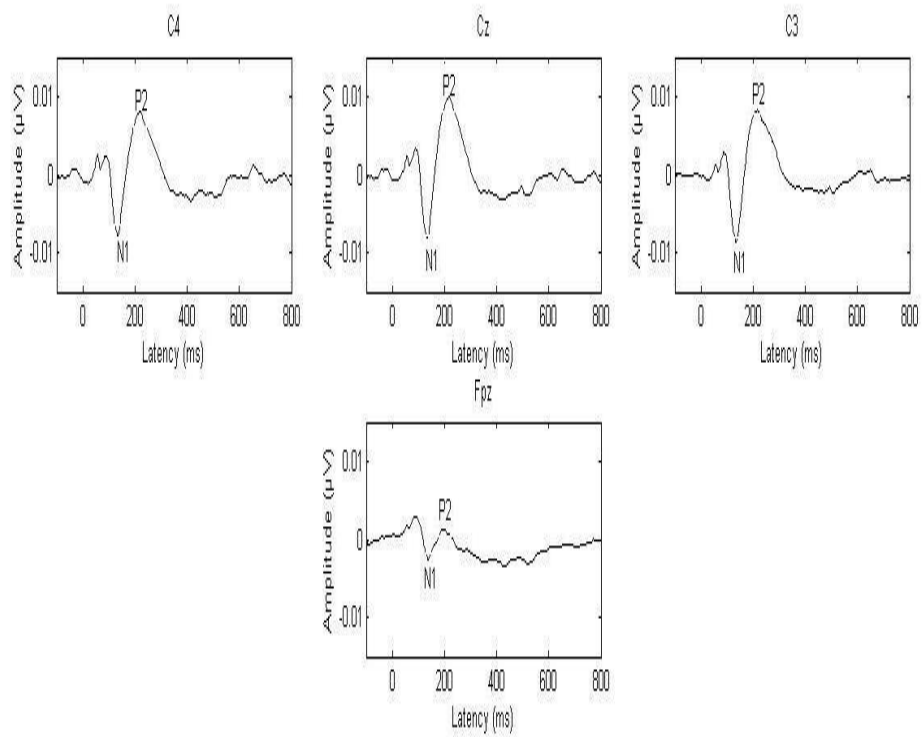 C4
Cz
C3
Amplitude (µV)
0.01
0
-0.01
P2
N1
0
200
400
600
800
Latency (ms)
Amplitude (µV)
0.01
0
-0.01
P2
N1
0
200
400
600
800
Latency (ms)
Amplitude (µV)
0.01
0
-0.01
P2
N1
0
200
400
600
800
Latency (ms)
Fpz
Amplitude (µV)
0.01
0
-0.01
P2
N1
0
200
400
600
800
Latency (ms)